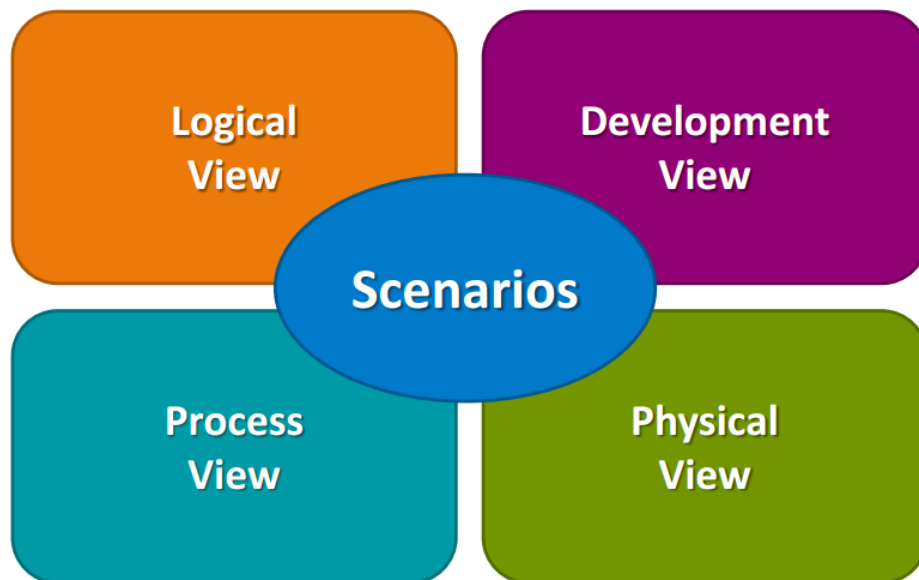 Logical
View
Development
View
Scenarios
Process
View
Physical
View